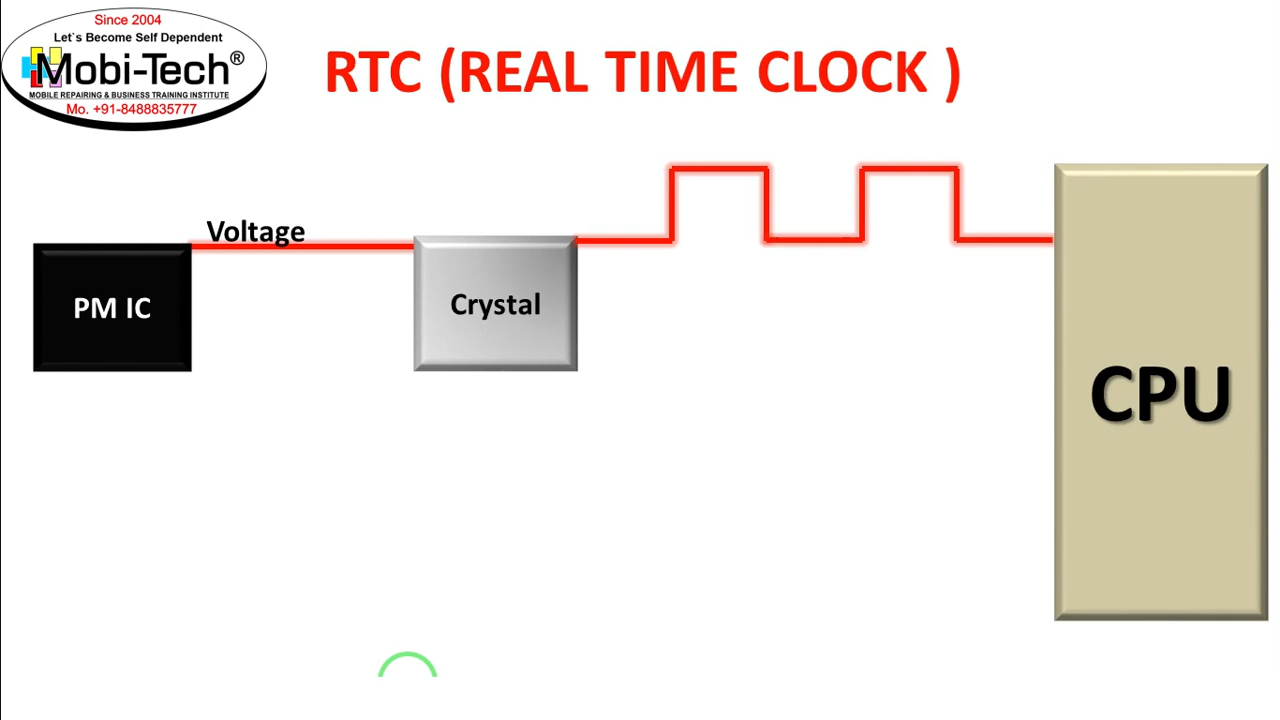 Since 2004
Let`s Become Self Dependent
Mobi-Tech®
MOBILE REPAIRING & BUSINESS TRAINING INSTITUTE
Mo. +91-8488835777
RTC (REAL TIME CLOCK )
Voltage
PM IC
Crystal
CPU